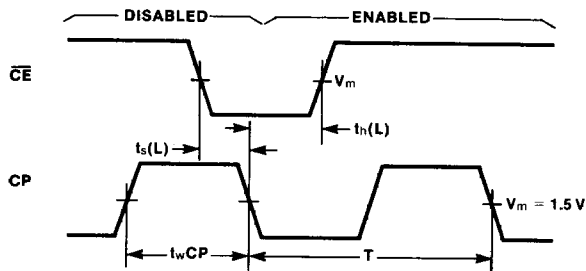 DISABLED ENABLED
CE
Vm
th(L)
ts(L)
CP
Vm = 1.5 V
twCP T